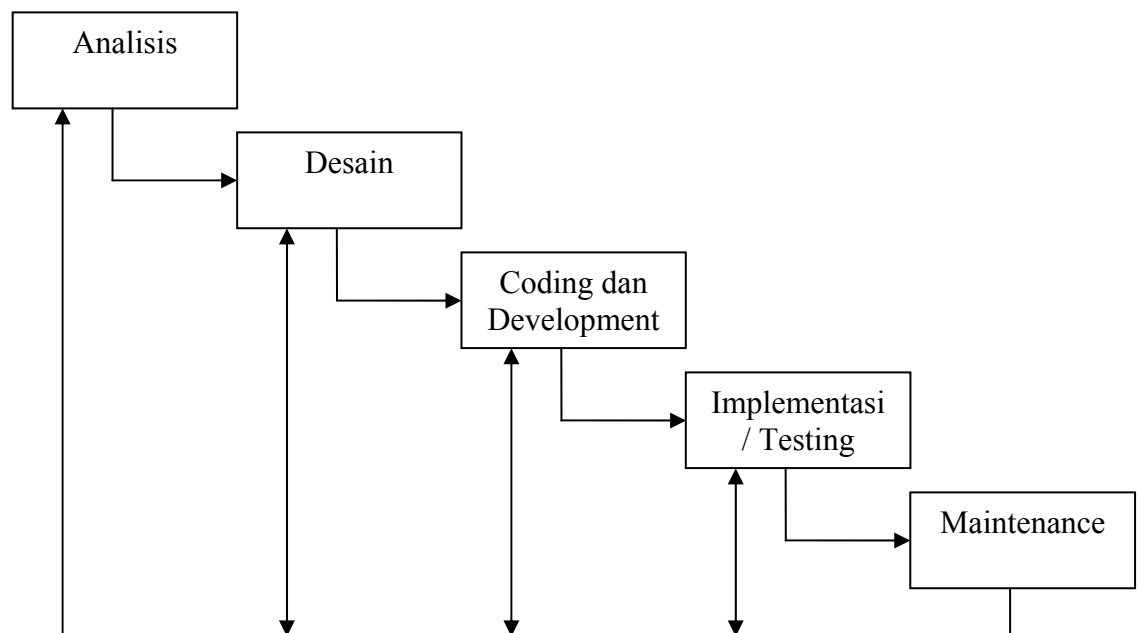 Analisis
Desain
Coding dan
Development
Implementasi
/ Testing
Maintenance